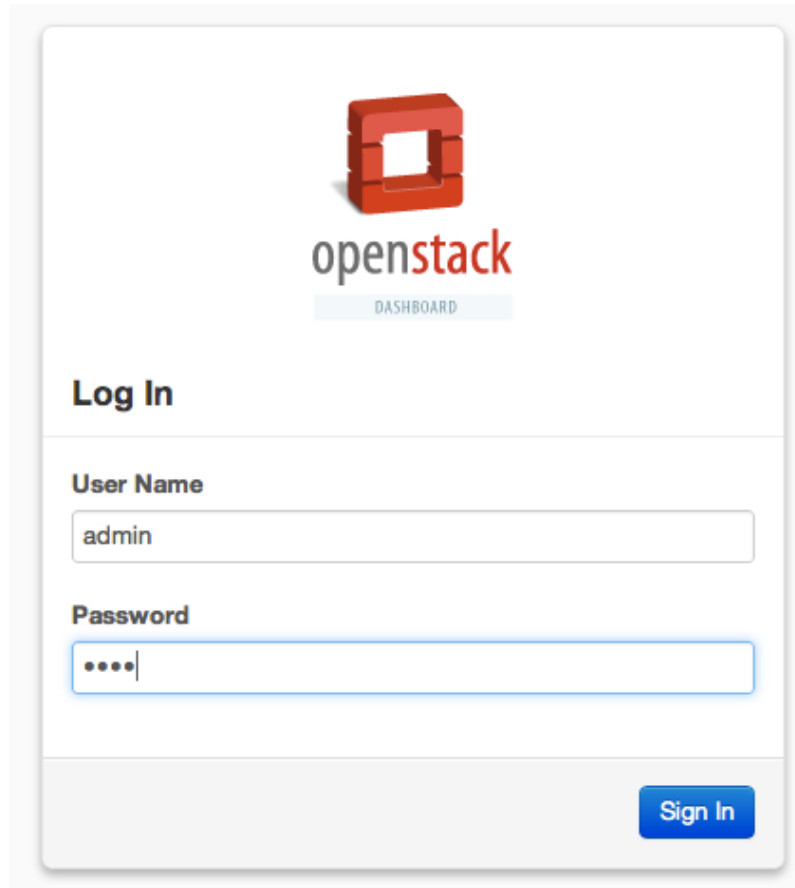 openstack
DASHBOARD
Log In
User Name
admin
Password
••••
Sign In